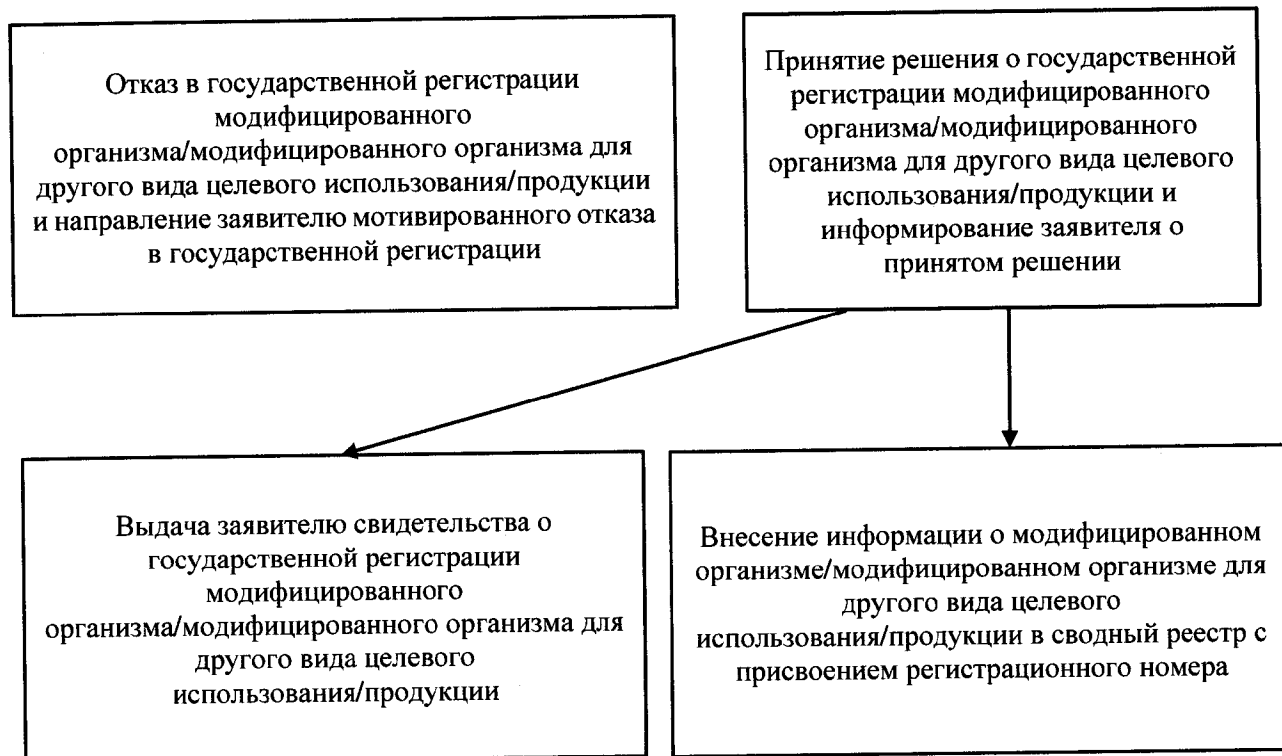 Отказ в государственной регистрации
модифицированного
организма/модифицированного организма для
другого вида целевого использования/продукции
и направление заявителю мотивированного отказа
в государственной регистрации
Принятие решения о государственной
регистрации модифицированного
организма/модифицированного
организма для другого вида целевого
использования/продукции и
информирование заявителя о
принятом решении
Выдача заявителю свидетельства о
государственной регистрации
модифицированного
организма/модифицированного организма для
другого вида целевого
использования/продукции
Внесение информации о модифицированном
организме/модифицированном организме для
другого вида целевого
использования/продукции в сводный реестр с
присвоением регистрационного номера